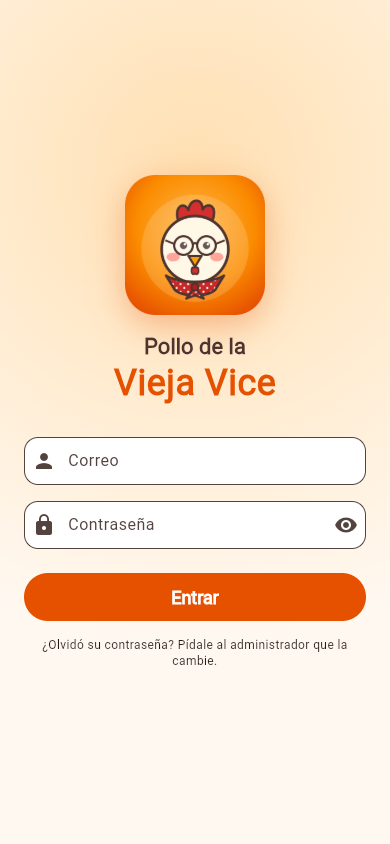 Pollo de la
Vieja Vice
Correo
Contraseña
Entrar
¿Olvidó su contraseña? Pídale al administrador que la
cambie.